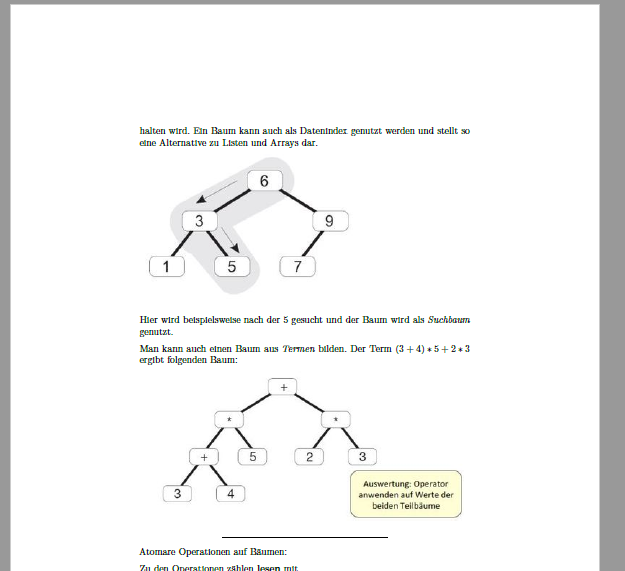 halten wird. Ein Baum kann auch als Datenindex genutzt werden und stellt so
eine Alternative zu Listen und Arrays dar.
6
3 9
1 5 7
Hier wird beispielsweise nach der 5 gesucht und der Baum wird als Suchbaum
genutzt.
Man kann auch einen Baum aus Termen bilden. Der Term (3 + 4) ∗ 5 + 2 ∗ 3
ergibt folgenden Baum:
+
* *
+ 5 2 3
3 4
Auswertung: Operator
anwenden auf Werte der
beiden Teilbäume
Atomare Operationen auf Bäumen:
Zu den Operationen zählen lesen mit